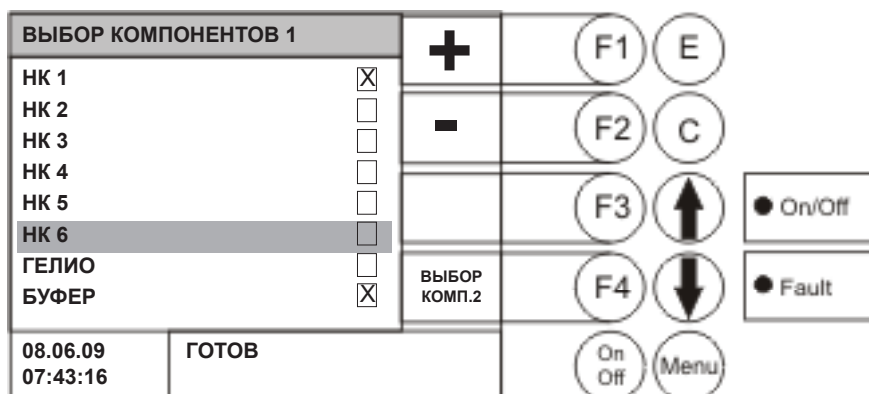 ВЫБОР КОМПОНЕНТОВ 1
НК 1 X
НК 2
НК 3
НК 4
НК 5
НК 6
ГЕЛИО
БУФЕР X
+
-
ВЫБОР
КОМП.2
08.06.09
07:43:16
ГОТОВ
F1 E
F2 C
F3
F4
On
Off
Menu
On/Off
Fault